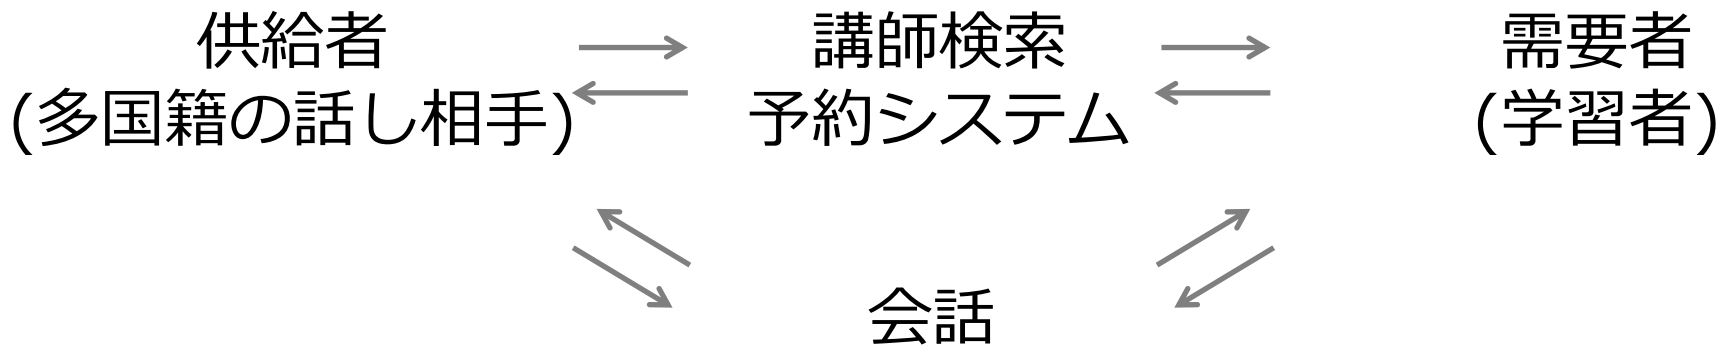 供給者
(多国籍の話し相手)
講師検索
予約システム
需要者
(学習者)
会話